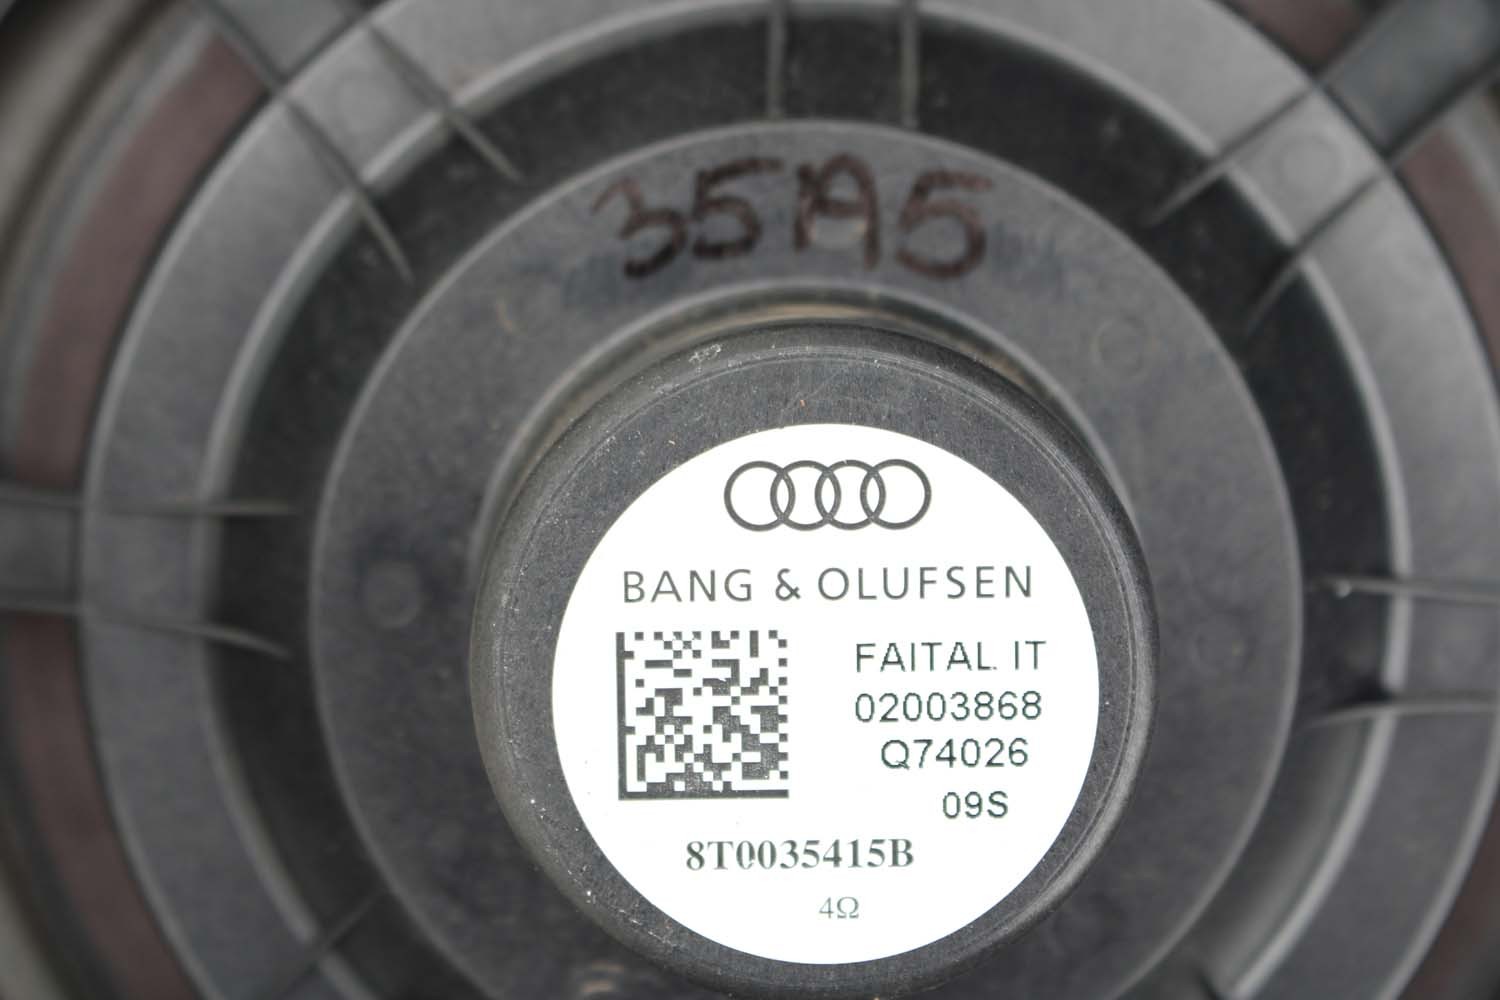 35A5
BANG & OLUFSEN
FAITAL. IT
02003868
Q74026
09S
8T0035415B
4Ω